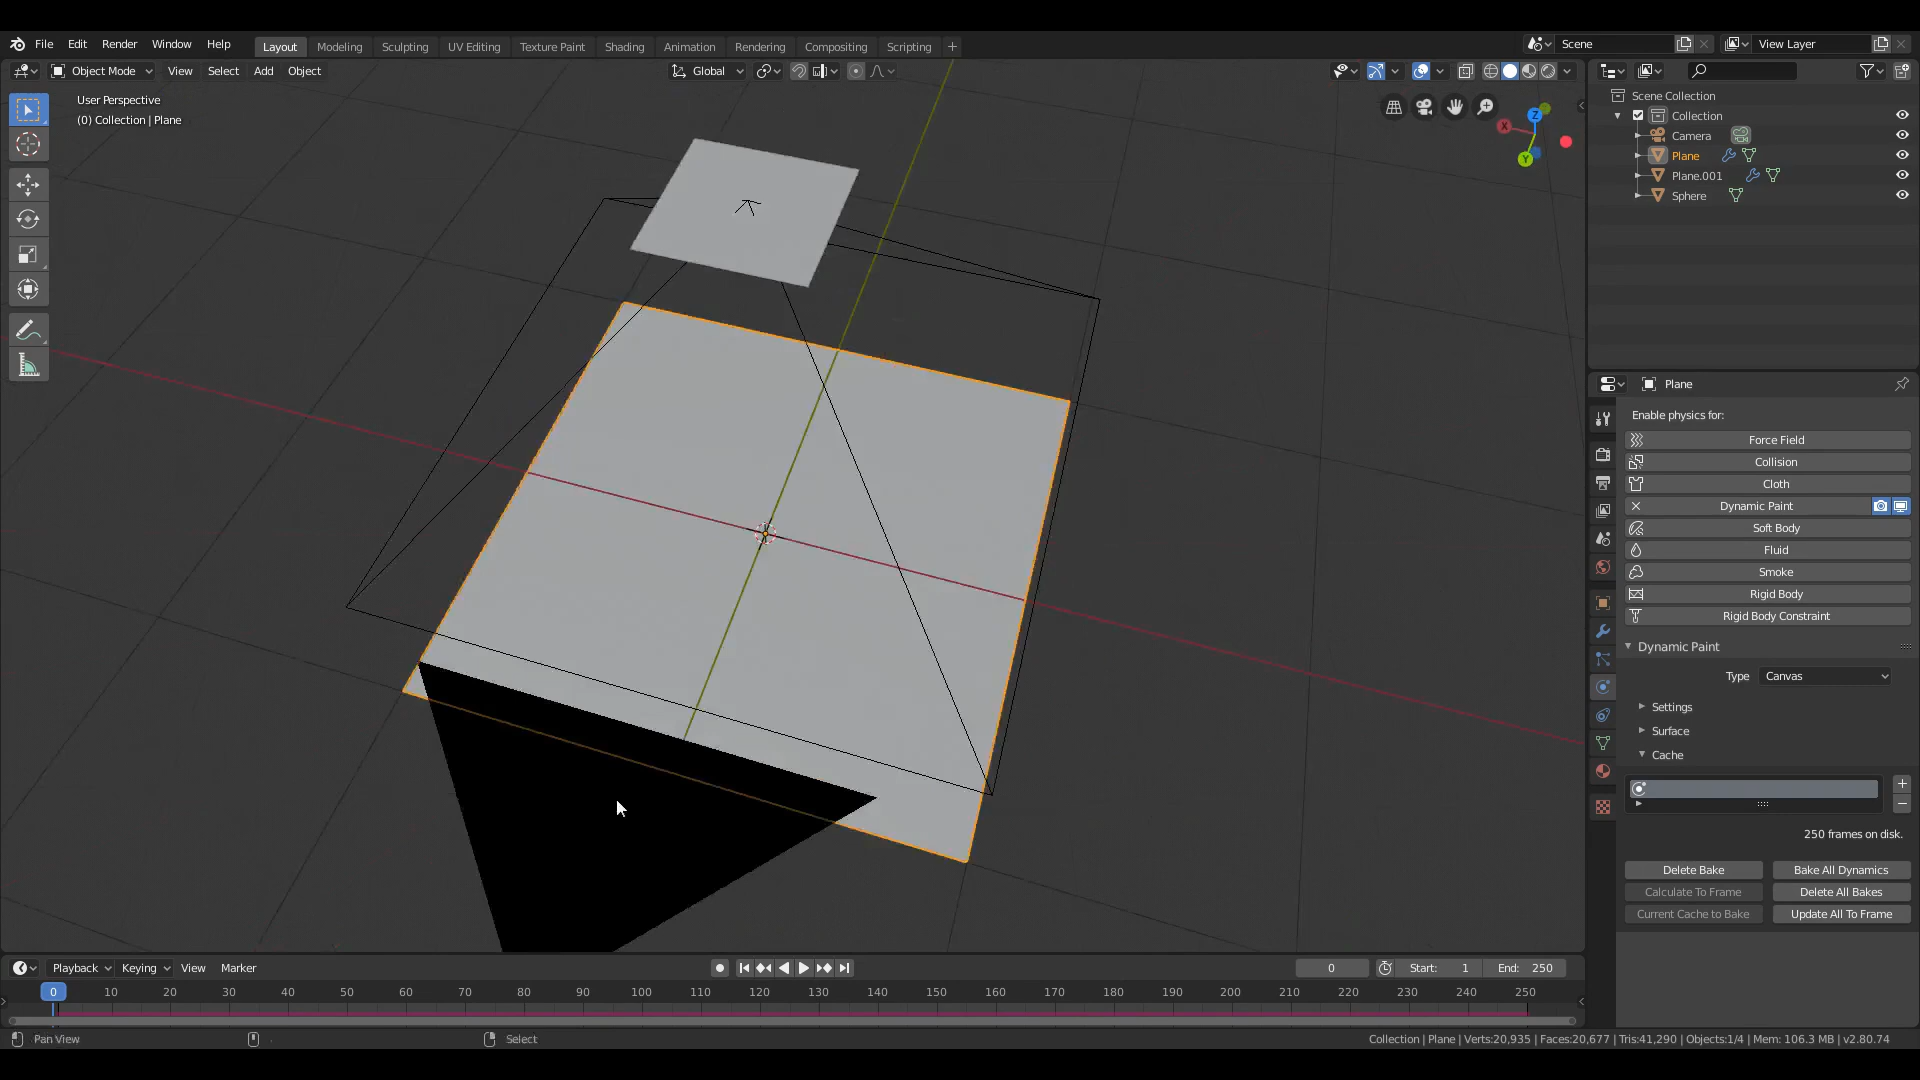 File Edit Render Window Help Layout Modeling Sculpting UV Editing Texture Paint Shading Animation Rendering Compositing Scripting + Scene View Layer
Object Mode View Select Add Object Global
User Perspective
(0) Collection | Plane
X
Y
Z
Scene Collection
Collection
Camera
Plane
Plane.001
Sphere
Plane
Enable physics for:
Force Field
Collision
Cloth
Dynamic Paint
Soft Body
Fluid
Smoke
Rigid Body
Rigid Body Constraint
Dynamic Paint
Type Canvas
Settings
Surface
Cache
250 frames on disk.
Delete Bake Bake All Dynamics
Calculate To Frame Delete All Bakes
Current Cache to Bake Update All To Frame
Playback Keying View Marker 0 Start: 1 End: 250
0 10 20 30 40 50 60 70 80 90 100 110 120 130 140 150 160 170 180 190 200 210 220 230 240 250
Pan View Select Collection | Plane | Verts:20,935 | Faces:20,677 | Tris:41,290 | Objects:1/4 | Mem: 106.3 MB | v2.80.74